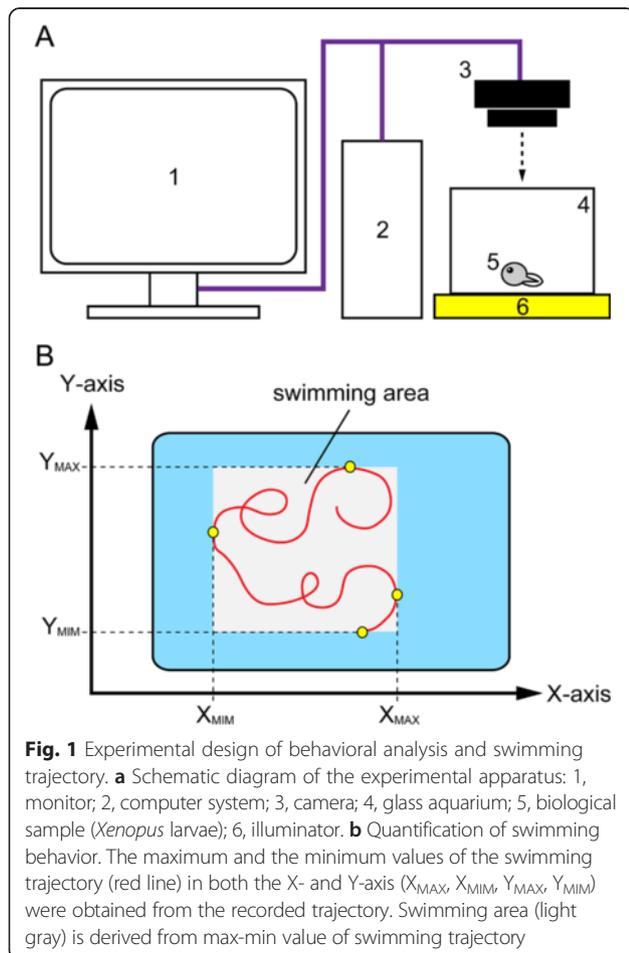 A
1
2
3
4
5
6
B
Y-axis
swimming area
YMAX
YMIM
X-axis
XMIM
XMAX
Fig. 1 Experimental design of behavioral analysis and swimming
trajectory. a Schematic diagram of the experimental apparatus: 1,
monitor; 2, computer system; 3, camera; 4, glass aquarium; 5, biological
sample (Xenopus larvae); 6, illuminator. b Quantification of swimming
behavior. The maximum and the minimum values of the swimming
trajectory (red line) in both the X- and Y-axis (XMAX, XMIM, YMAX, YMIM)
were obtained from the recorded trajectory. Swimming area (light
gray) is derived from max-min value of swimming trajectory